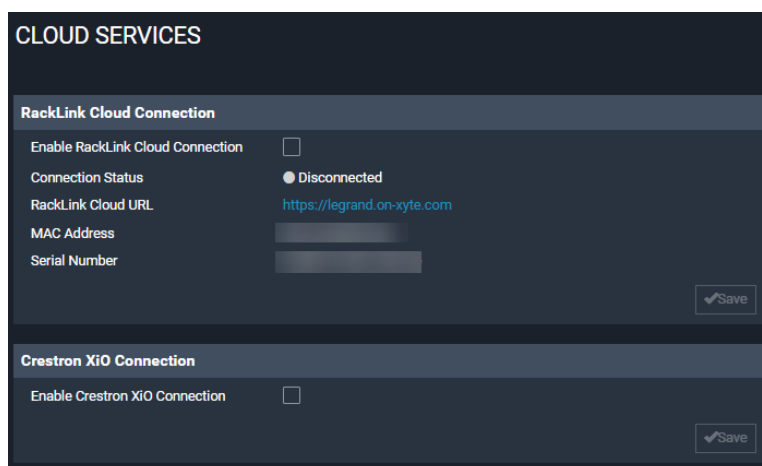 CLOUD SERVICES
RackLink Cloud Connection
Enable RackLink Cloud Connection
Connection Status Disconnected
RackLink Cloud URL https://legrand.on-xyte.com
MAC Address
Serial Number
Save
Crestron XiO Connection
Enable Crestron XiO Connection
Save